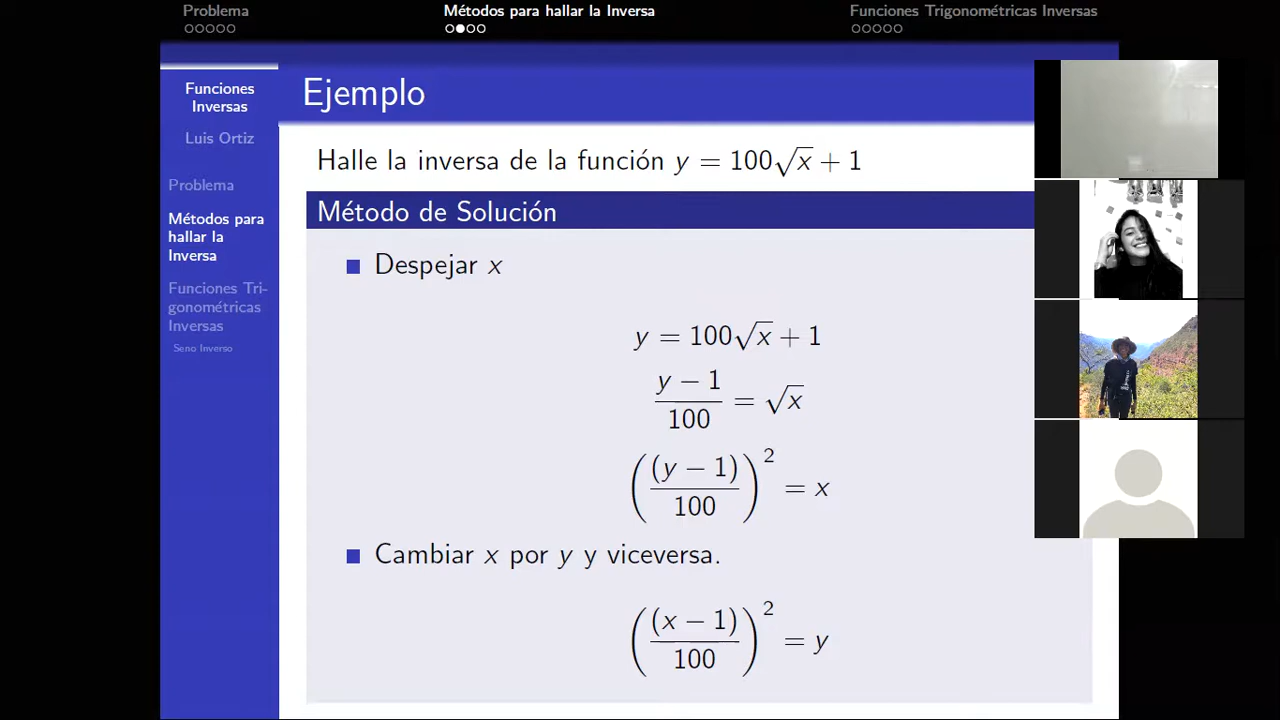 Problema
Métodos para hallar la Inversa
Funciones Trigonométricas Inversas
Funciones
Inversas
Luis Ortiz
Problema
Métodos para
hallar la
Inversa
Funciones Tri-
gonométricas
Inversas
Seno Inverso
Ejemplo
Halle la inversa de la función y = 100√x + 1
Método de Solución
Despejar x
y = 100√x + 1
(y − 1)/100 = √x
((y − 1)/100)² = x
Cambiar x por y y viceversa.
((x − 1)/100)² = y